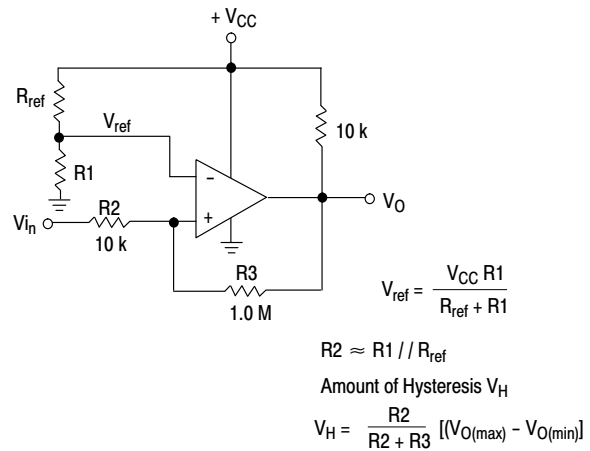 + VCC
Rref
Vref
10 k
R1
–
+
VO
R2
Vin
10 k
R3
1.0 M
Vref = VCC R1 / Rref + R1
R2 ≈ R1 // Rref
Amount of Hysteresis VH
VH = R2 / R2 + R3 [(VO(max) – VO(min)]